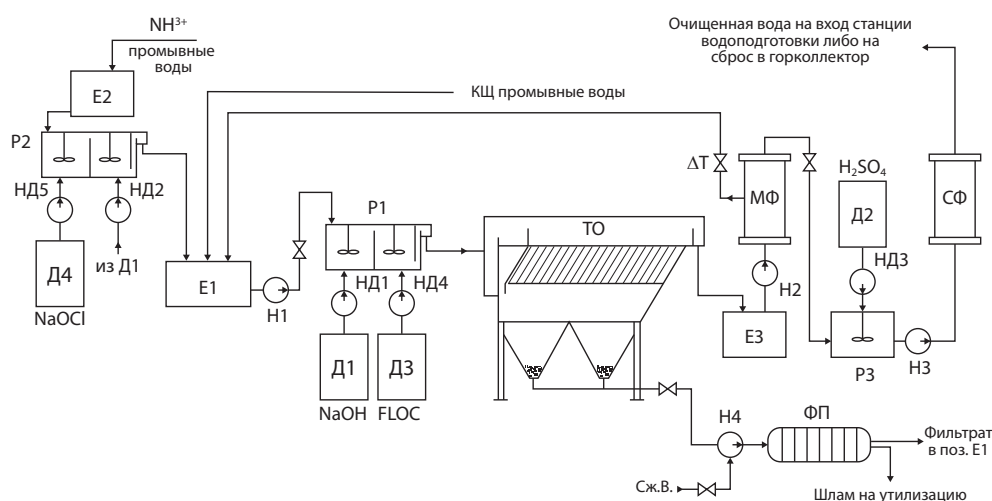 NH³⁺
промывные
воды
Е2
Р2
НД5
НД2
Д4
NaOCl
из Д1
КЩ промывные воды
Е1
Н1
Р1
НД1
НД4
Д1
NaOH
Д3
FLOC
ТО
Очищенная вода на вход станции
водоподготовки либо на
сброс в горколлектор
ΔТ
МФ
Н2
Е3
H₂SO₄
Д2
НД3
Р3
Н3
СФ
Н4
ФП
Сж.В.
Фильтрат
в поз. Е1
Шлам на утилизацию